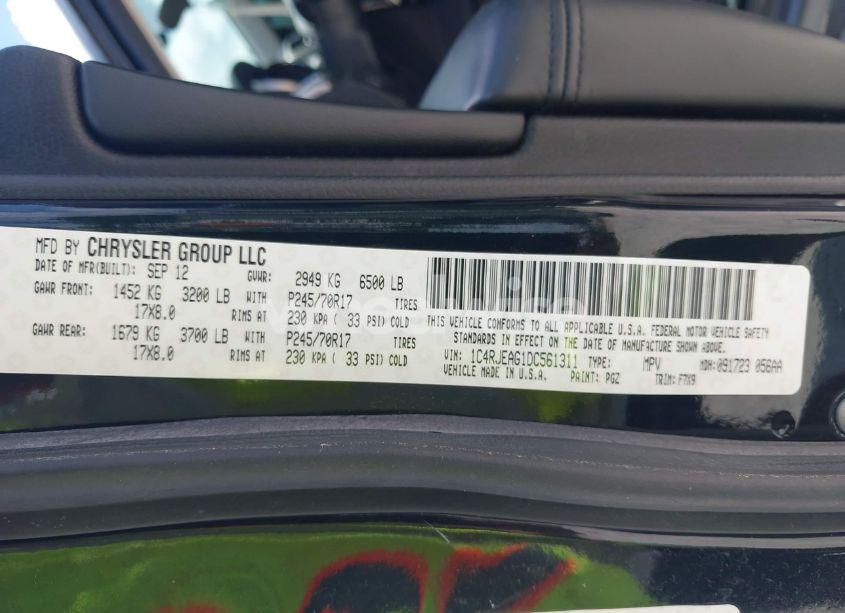 MFD BY CHRYSLER GROUP LLC
DATE OF MFR(BUILT): SEP 12 GVWR: 2949 KG 6500 LB
GAWR FRONT: 1452 KG 3200 LB WITH P245/70R17 TIRES
17X8.0 RIMS AT 230 KPA ( 33 PSI) COLD
GAWR REAR: 1679 KG 3700 LB WITH P245/70R17 TIRES
17X8.0 RIMS AT 230 KPA ( 33 PSI) COLD
THIS VEHICLE CONFORMS TO ALL APPLICABLE U.S.A. FEDERAL MOTOR VEHICLE SAFETY
STANDARDS IN EFFECT ON THE DATE OF MANUFACTURE SHOWN ABOVE.
VIN: 1C4RJEAG1DC561311 TYPE: MPV MDH: 091723 056AA
VEHICLE MADE IN U.S.A. PAINT: PGZ TRIM: F7X9